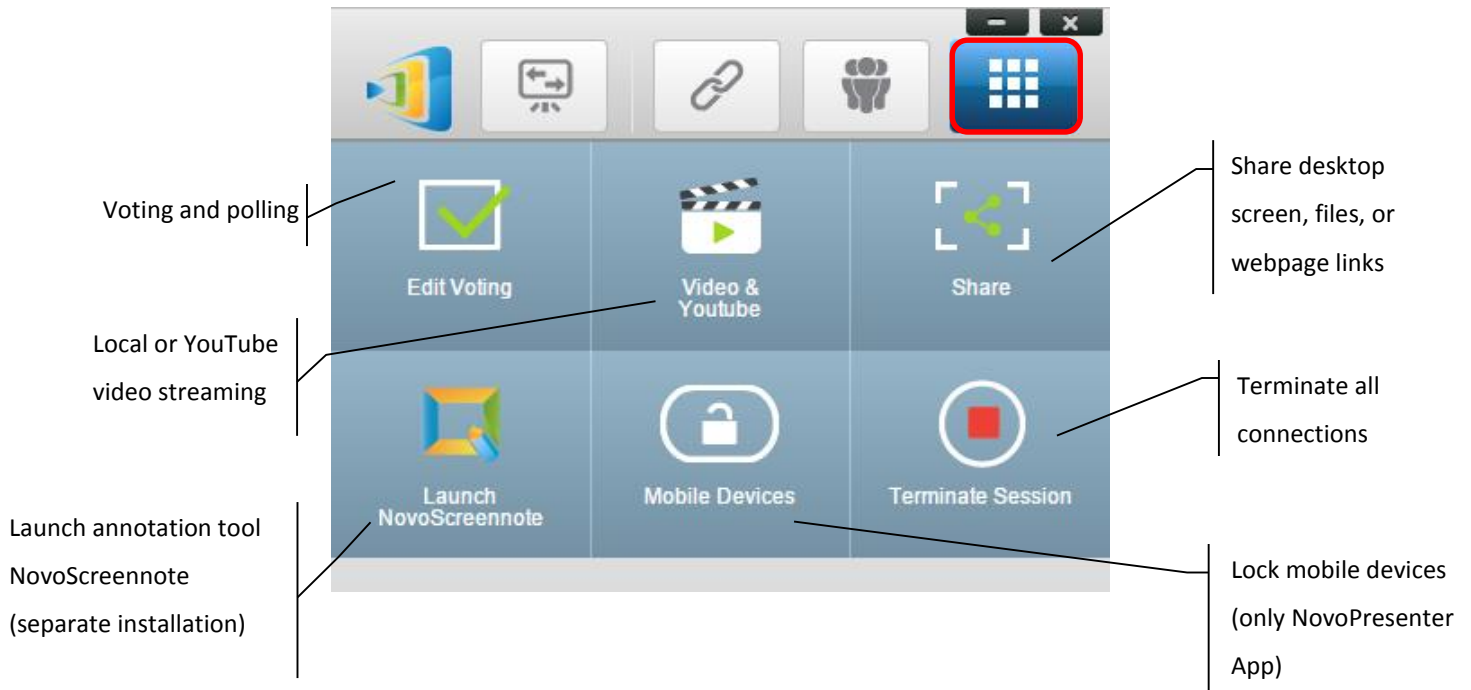 Voting and polling
Local or YouTube
video streaming
Launch annotation tool
NovoScreennote
(separate installation)
Edit Voting
Video &
Youtube
Share
Launch
NovoScreennote
Mobile Devices
Terminate Session
Share desktop
screen, files, or
webpage links
Terminate all
connections
Lock mobile devices
(only NovoPresenter
App)